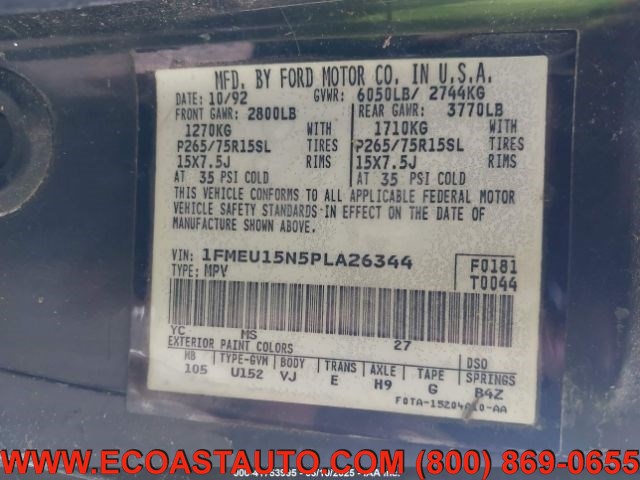 MFD. BY FORD MOTOR CO. IN U.S.A.
DATE: 10/92 GVWR: 6050LB/ 2744KG
FRONT GAWR: 2800LB REAR GAWR: 3770LB
1270KG WITH 1710KG WITH
P265/75R15SL TIRES P265/75R15SL TIRES
15X7.5J RIMS 15X7.5J RIMS
AT 35 PSI COLD AT 35 PSI COLD
THIS VEHICLE CONFORMS TO ALL APPLICABLE FEDERAL MOTOR
VEHICLE SAFETY STANDARDS IN EFFECT ON THE DATE OF
MANUFACTURE SHOWN ABOVE.
VIN: 1FMEU15N5PLA26344 F0181
TYPE: MPV T0044
YC MS 27
EXTERIOR PAINT COLORS DSO
WB TYPE-GVM BODY TRANS AXLE TAPE SPRINGS
105 U152 VJ E H9 G B4Z
F0TA-15204A10-AA
WWW.ECOASTAUTO.COM (800) 869-0655